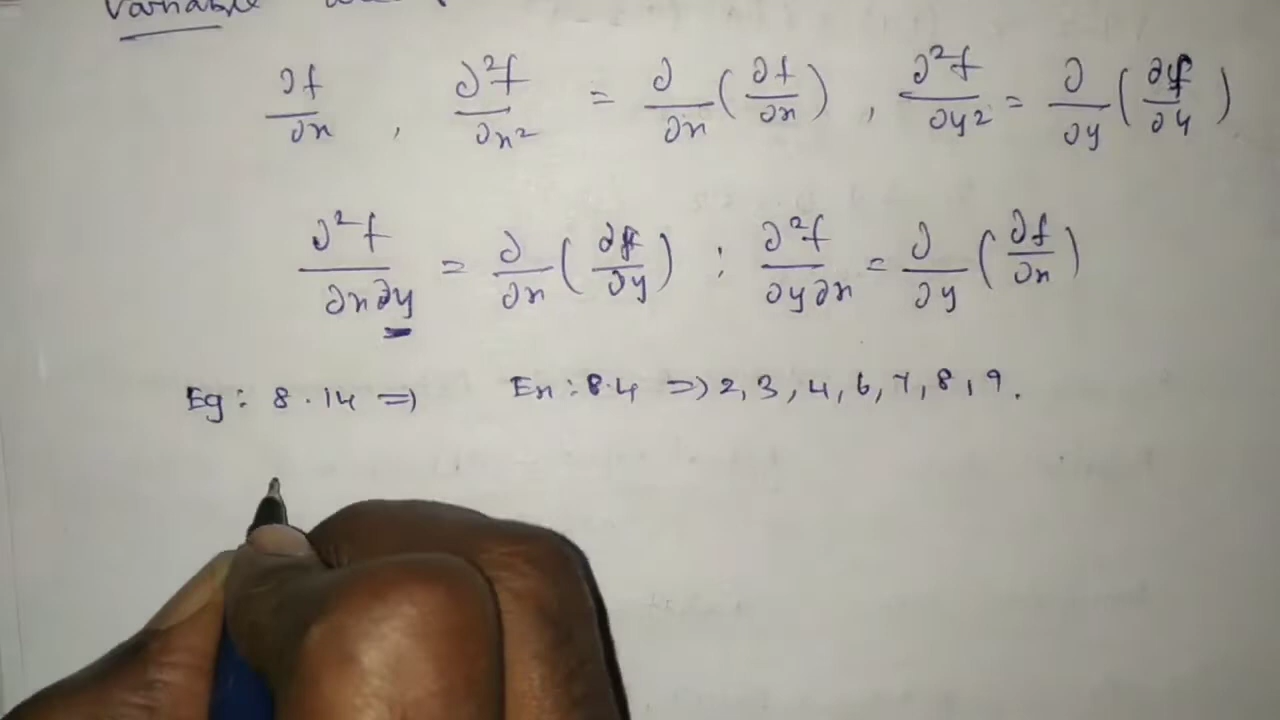 Variable
∂f/∂x , ∂²f/∂x² = ∂/∂x (∂f/∂x) , ∂²f/∂y² = ∂/∂y (∂f/∂y)
∂²f/∂x∂y = ∂/∂x (∂f/∂y) ; ∂²f/∂y∂x = ∂/∂y (∂f/∂x)
Eg: 8.14 => Ex: 8.4 => 2, 3, 4, 6, 7, 8, 9.